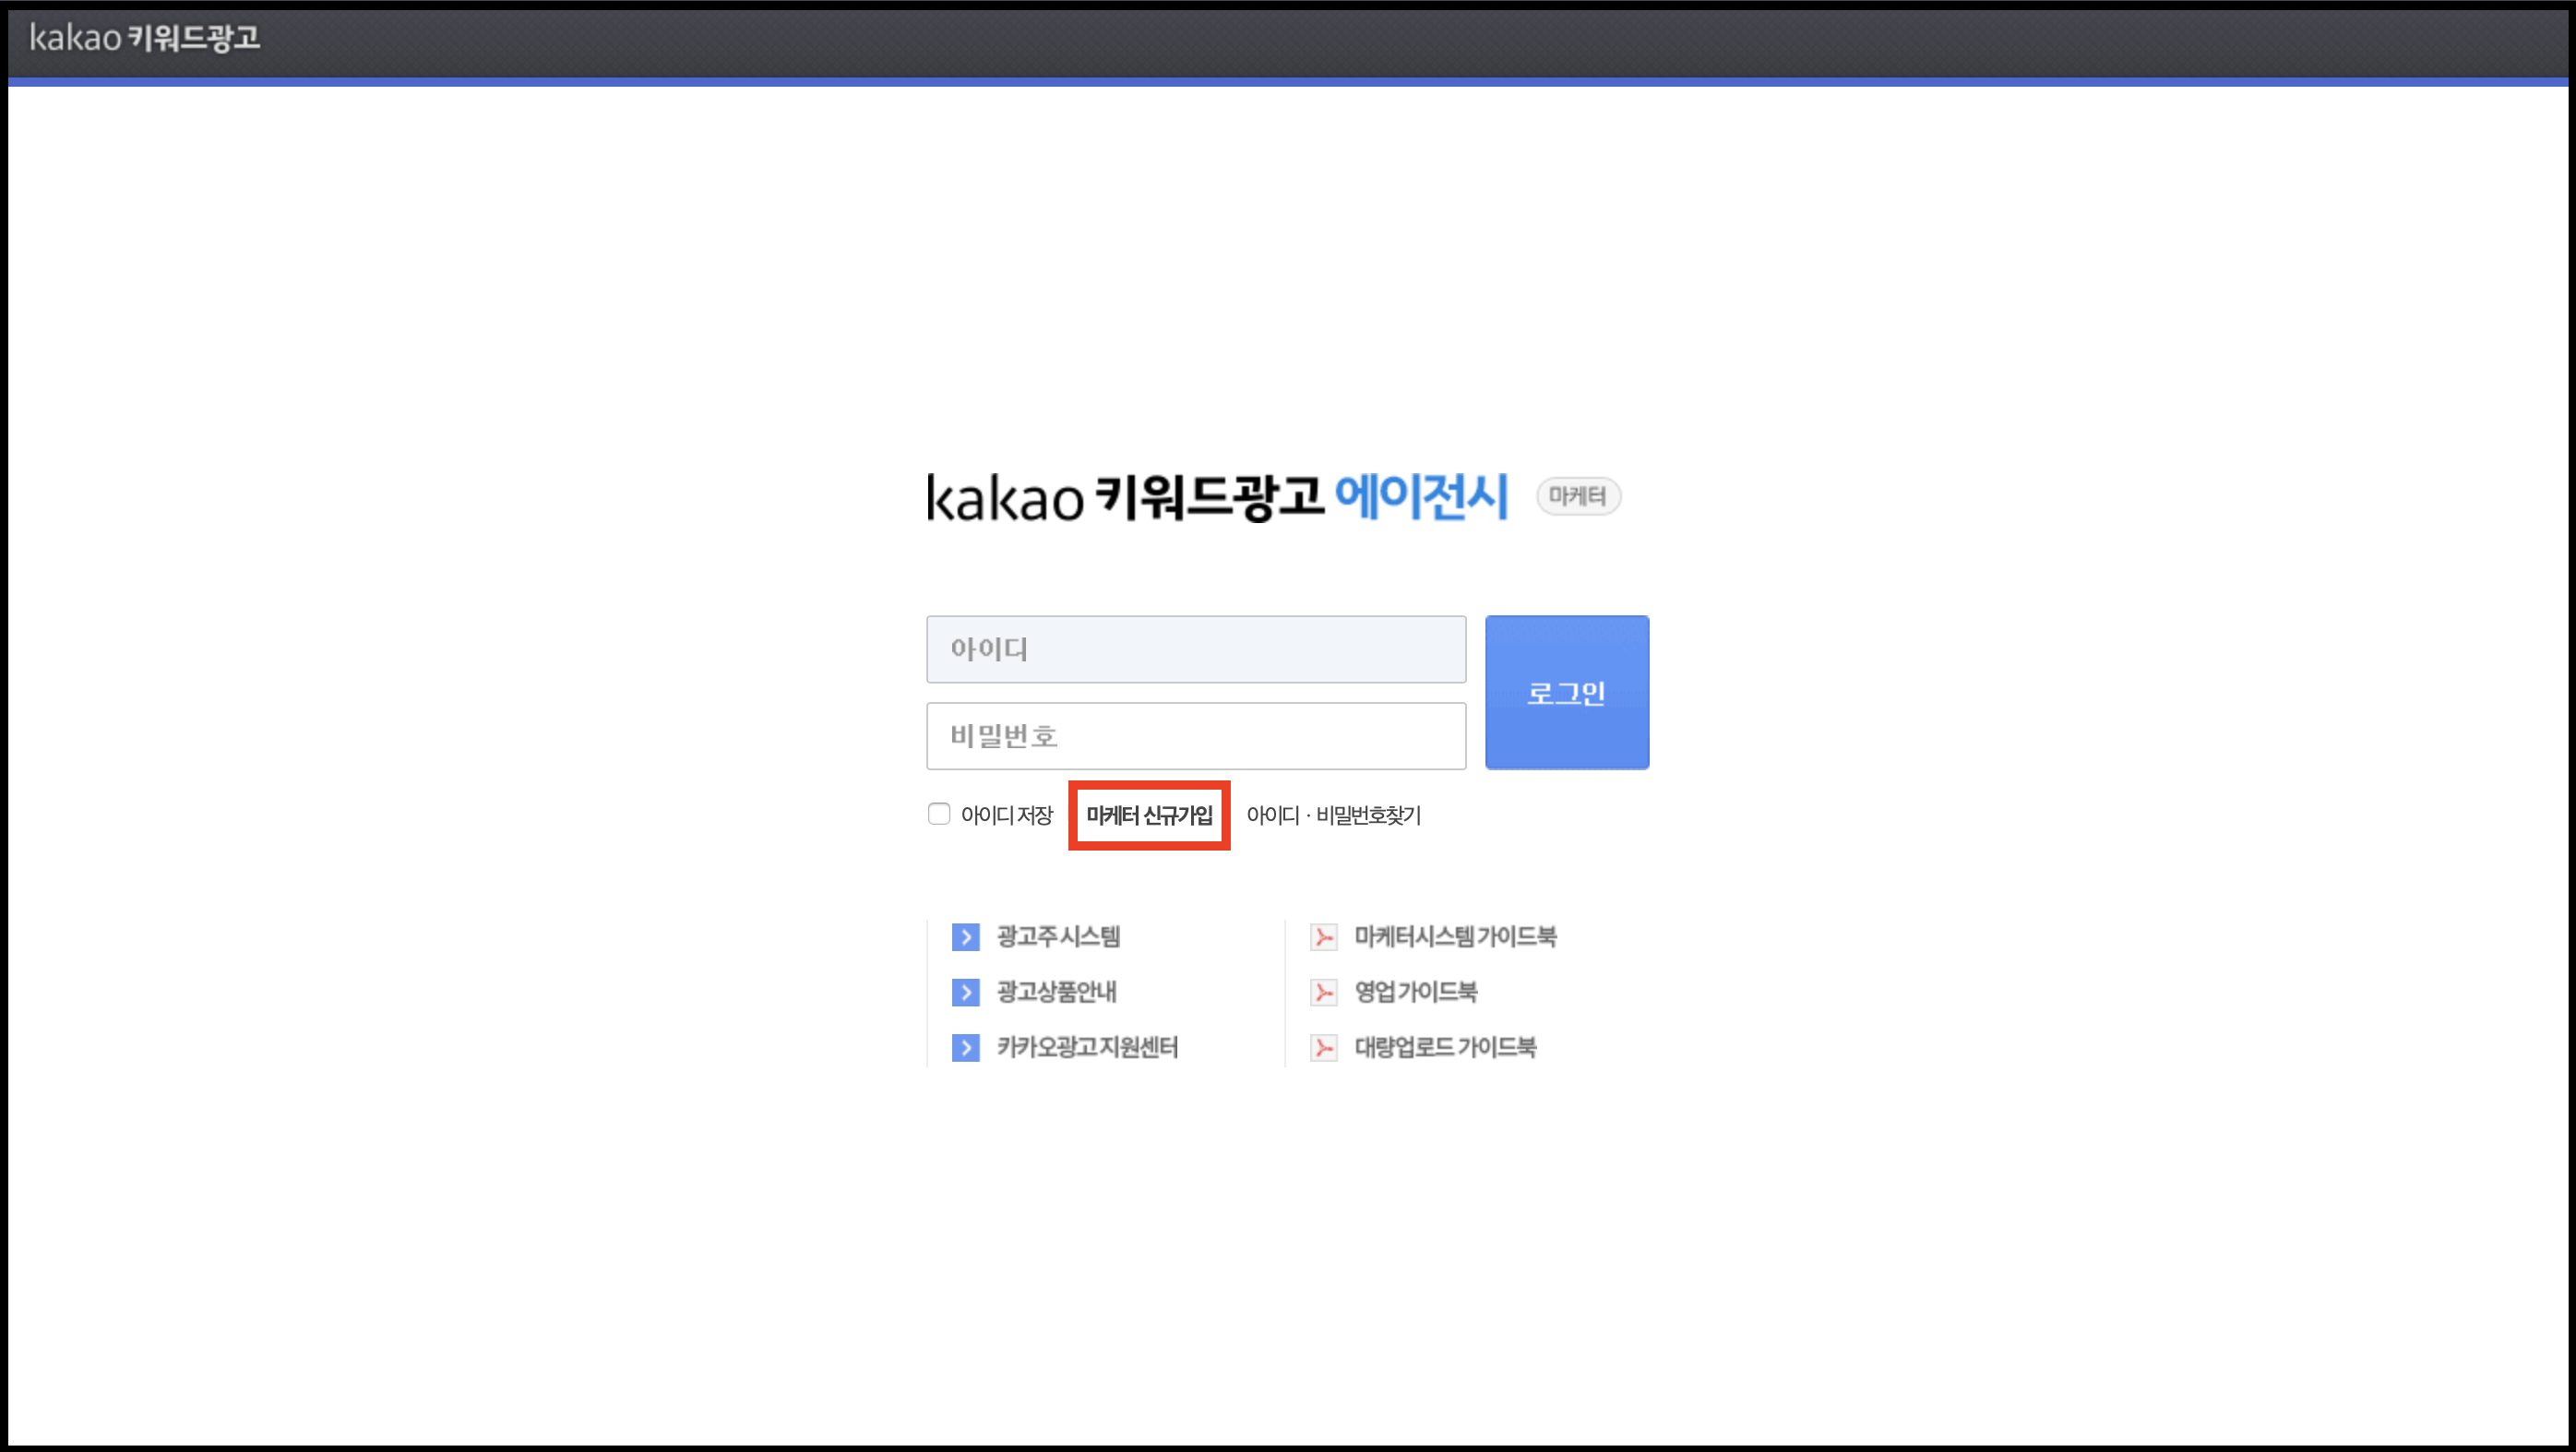 kakao 키워드광고
kakao 키워드광고 에이전시 마케터
아이디
비밀번호
로그인
아이디 저장 마케터 신규가입 아이디 · 비밀번호찾기
광고주 시스템
광고상품안내
카카오광고 지원센터
마케터시스템 가이드북
영업 가이드북
대량업로드 가이드북